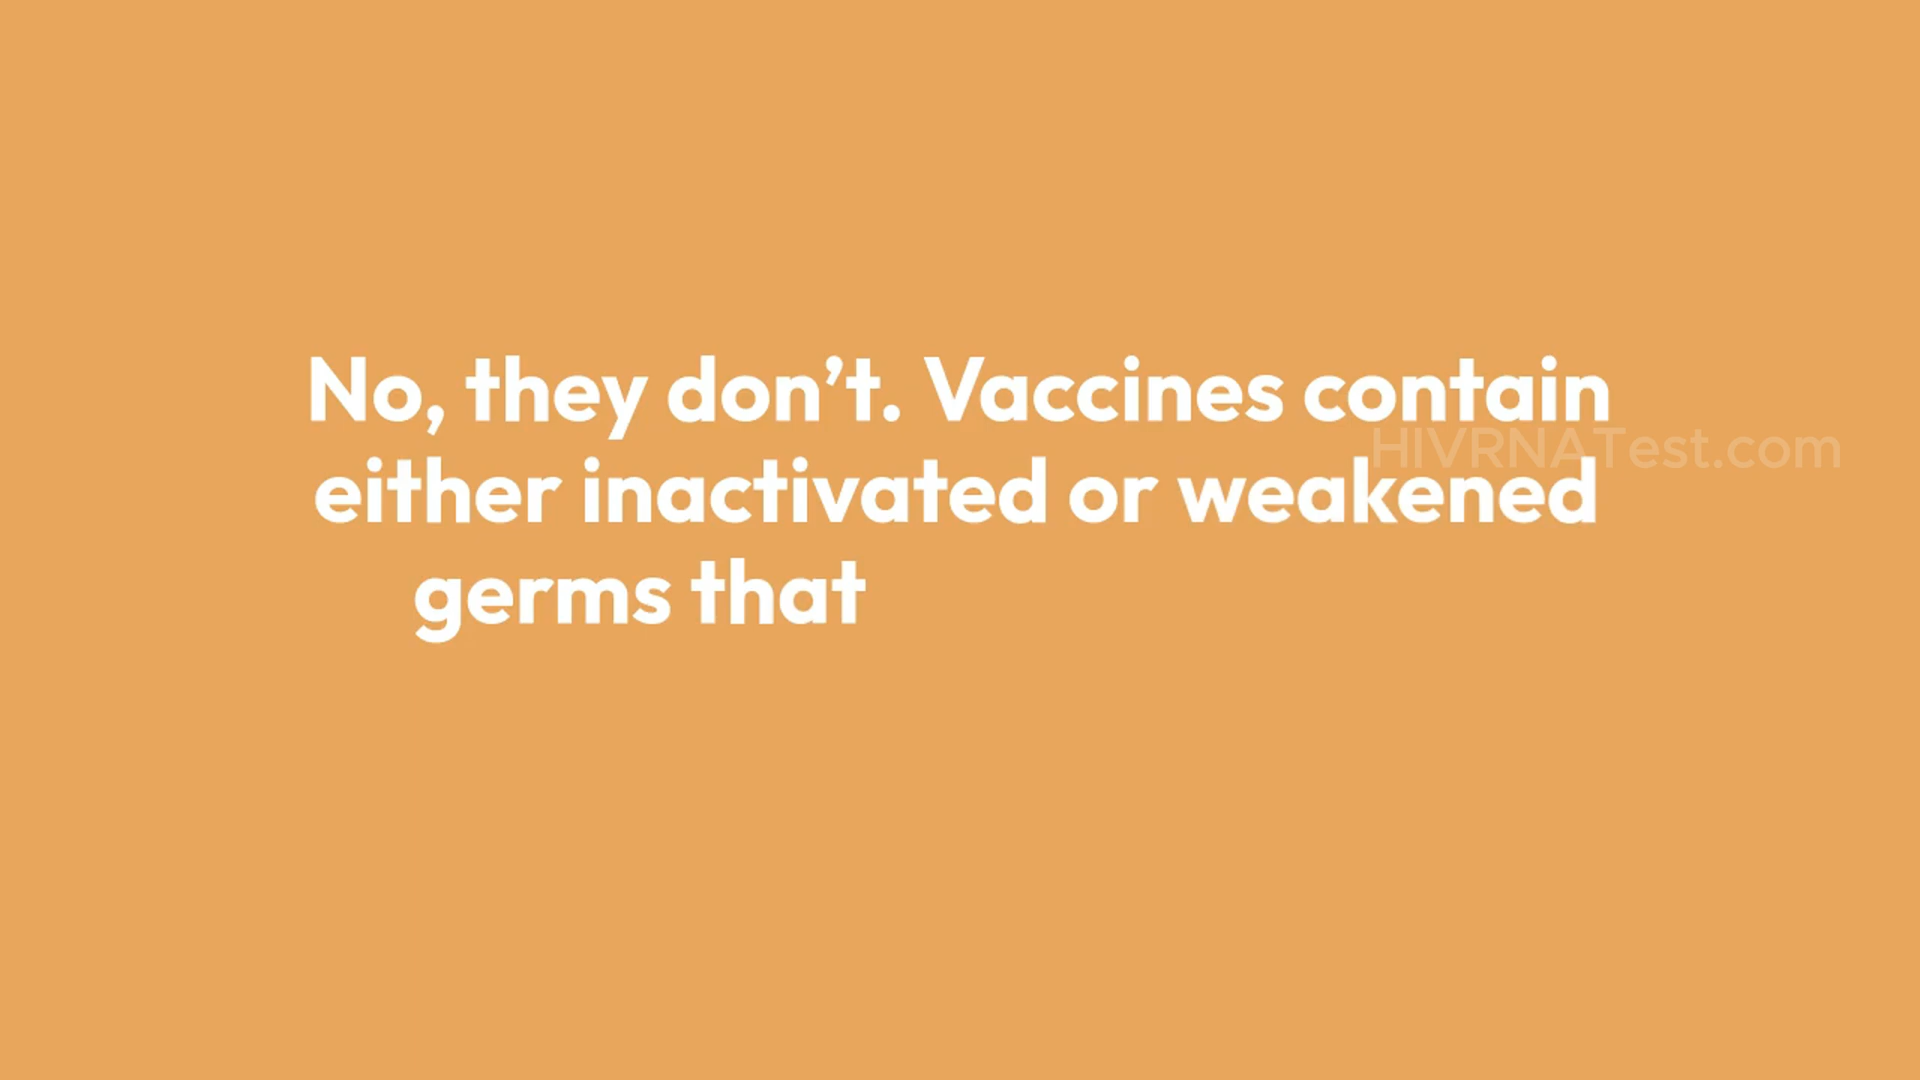 No, they don’t. Vaccines contain
HIVRNATest.com
either inactivated or weakened
germs that